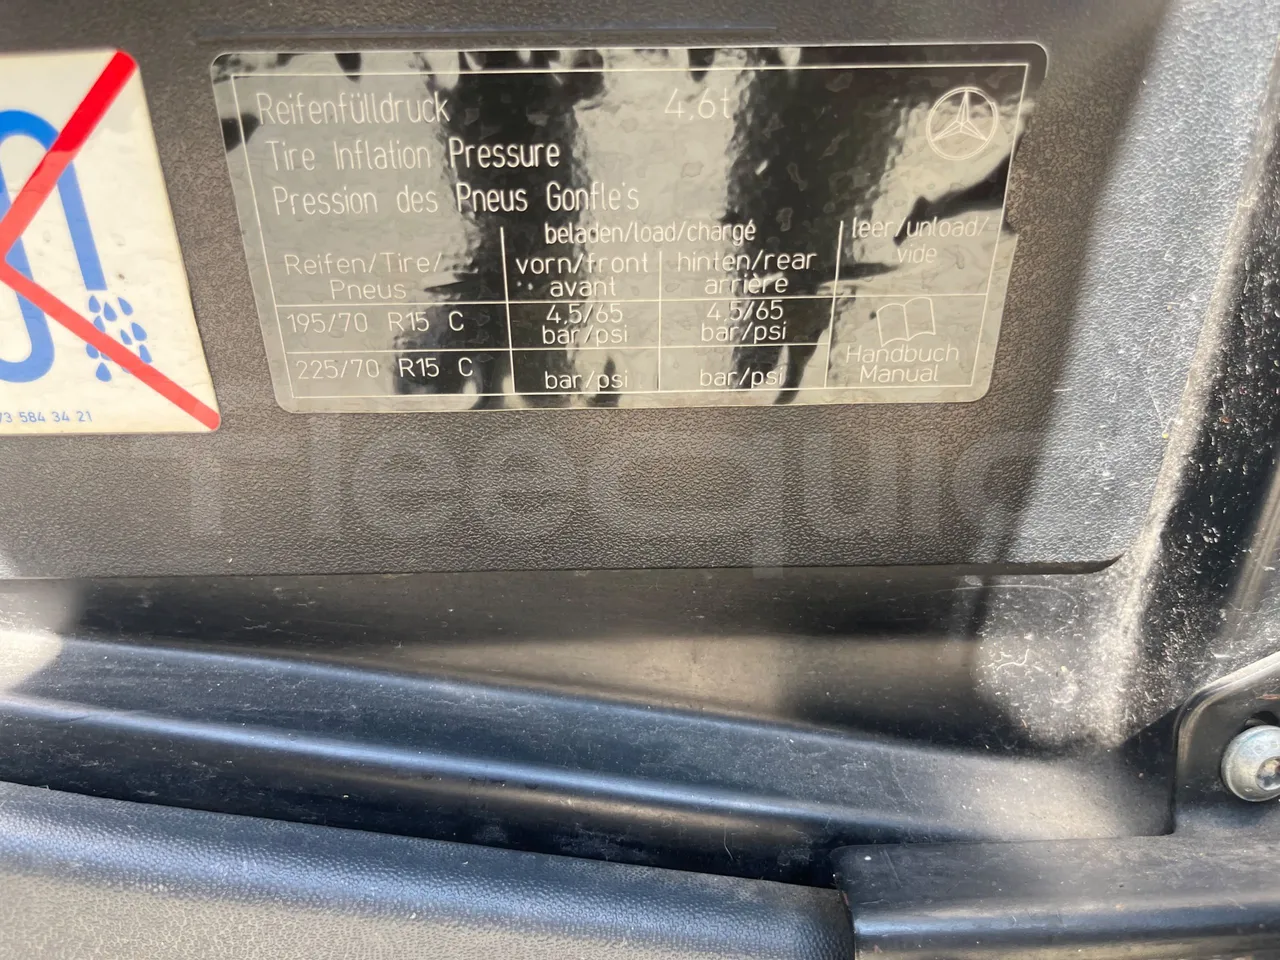 Reifenfülldruck 4,6t
Tire Inflation Pressure
Pression des Pneus Gonfle's
beladen/load/chargé leer/unload/
vide
Reifen/Tire/ vorn/front hinten/rear
Pneus avant arrière
195/70 R15 C 4,5/65 4,5/65
bar/psi bar/psi
225/70 R15 C bar/psi bar/psi
Handbuch
Manual
73 584 34 21